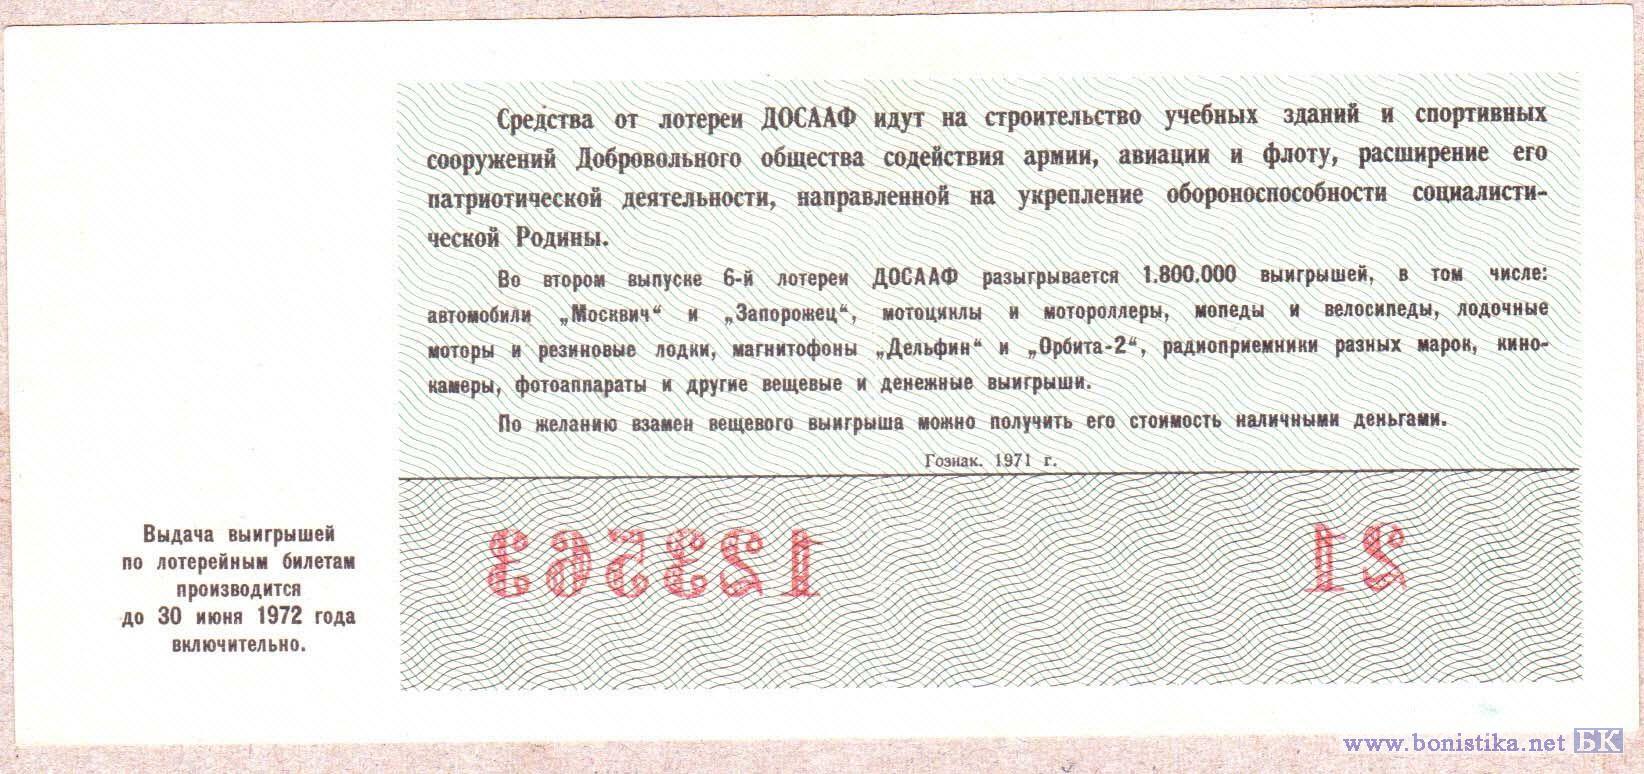 Средства от лотереи ДОСААФ идут на строительство учебных зданий и спортивных
сооружений Добровольного общества содействия армии, авиации и флоту, расширение его
патриотической деятельности, направленной на укрепление обороноспособности социалисти-
ческой Родины.
Во втором выпуске 6-й лотереи ДОСААФ разыгрывается 1.800.000 выигрышей, в том числе:
автомобили „Москвич“ и „Запорожец“, мотоциклы и мотороллеры, мопеды и велосипеды, лодочные
моторы и резиновые лодки, магнитофоны „Дельфин“ и „Орбита-2“, радиоприемники разных марок, кино-
камеры, фотоаппараты и другие вещевые и денежные выигрыши.
По желанию взамен вещевого выигрыша можно получить его стоимость наличными деньгами.
Гознак. 1971 г.
Выдача выигрышей
по лотерейным билетам
производится
до 30 июня 1972 года
включительно.
123563
21
www.bonistika.net БК